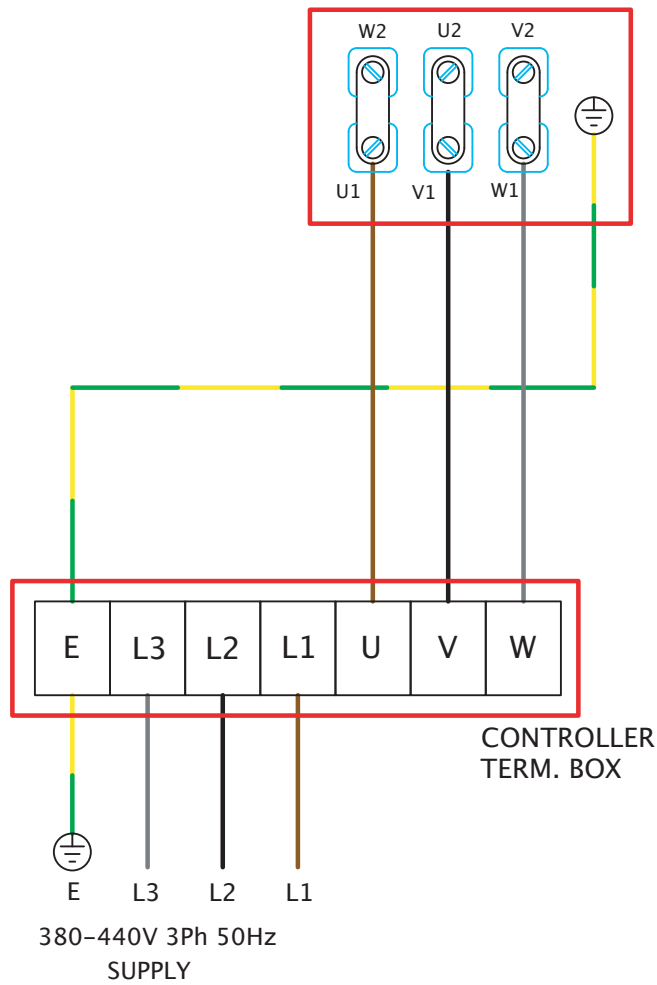 W2 U2 V2
U1 V1 W1
E L3 L2 L1 U V W
CONTROLLER
TERM. BOX
E L3 L2 L1
380-440V 3Ph 50Hz
SUPPLY